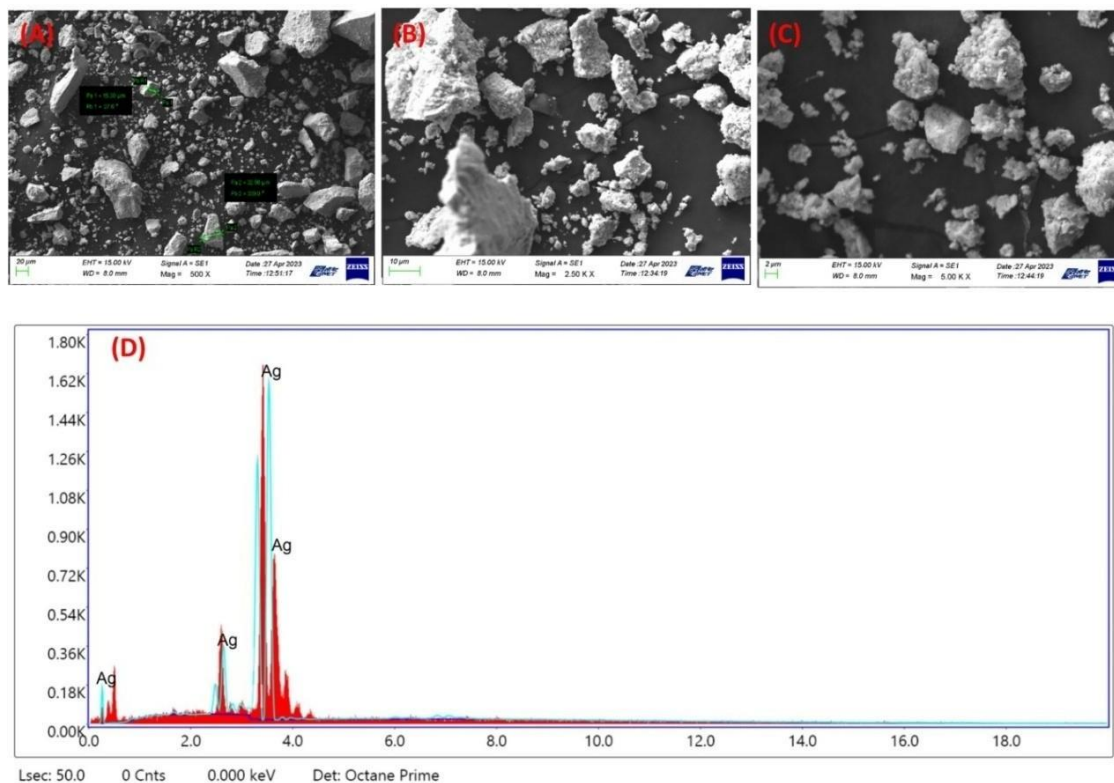 (A)
20 µm
EHT = 15.00 kV
WD = 8.0 mm
Signal A = SE1
Mag = 500 X
Date :27 Apr 2023
Time :12:51:17
ZEISS
(B)
10 µm
EHT = 15.00 kV
WD = 8.0 mm
Signal A = SE1
Mag = 2.50 K X
Date :27 Apr 2023
Time :12:34:19
ZEISS
(C)
2 µm
EHT = 15.00 kV
WD = 8.0 mm
Signal A = SE1
Mag = 5.00 K X
Date :27 Apr 2023
Time :12:44:19
ZEISS
(D)
1.80K
1.62K
1.44K
1.26K
1.08K
0.90K
0.72K
0.54K
0.36K
0.18K
0.00K
Ag
Ag
Ag
Ag
0.0 2.0 4.0 6.0 8.0 10.0 12.0 14.0 16.0 18.0
Lsec: 50.0 0 Cnts 0.000 keV Det: Octane Prime